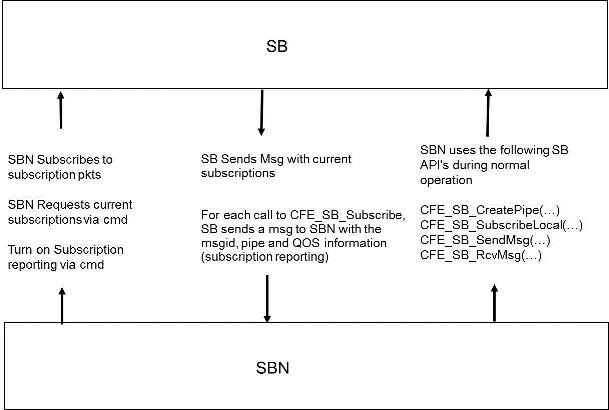 SB
SBN Subscribes to
subscription pkts
SBN Requests current
subscriptions via cmd
Turn on Subscription
reporting via cmd
SB Sends Msg with current
subscriptions
For each call to CFE_SB_Subscribe,
SB sends a msg to SBN with the
msgid, pipe and QOS information
(subscription reporting)
SBN uses the following SB
API's during normal
operation
CFE_SB_CreatePipe(…)
CFE_SB_SubscribeLocal(…)
CFE_SB_SendMsg(…)
CFE_SB_RcvMsg(…)
SBN